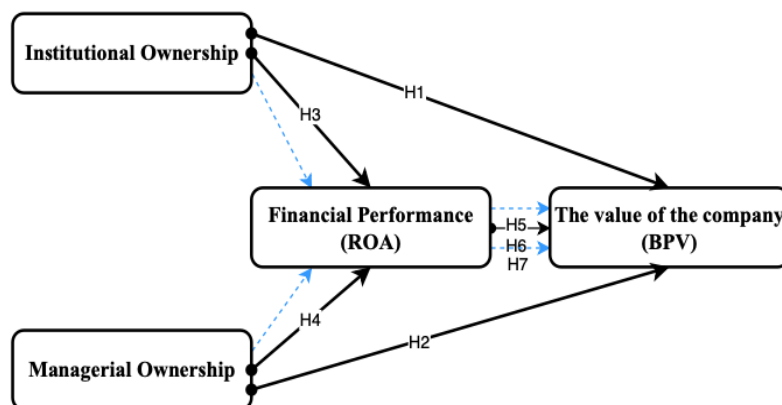 Institutional Ownership
H1
H3
Financial Performance
(ROA)
H5
H6
H7
The value of the company
(BPV)
H4
H2
Managerial Ownership